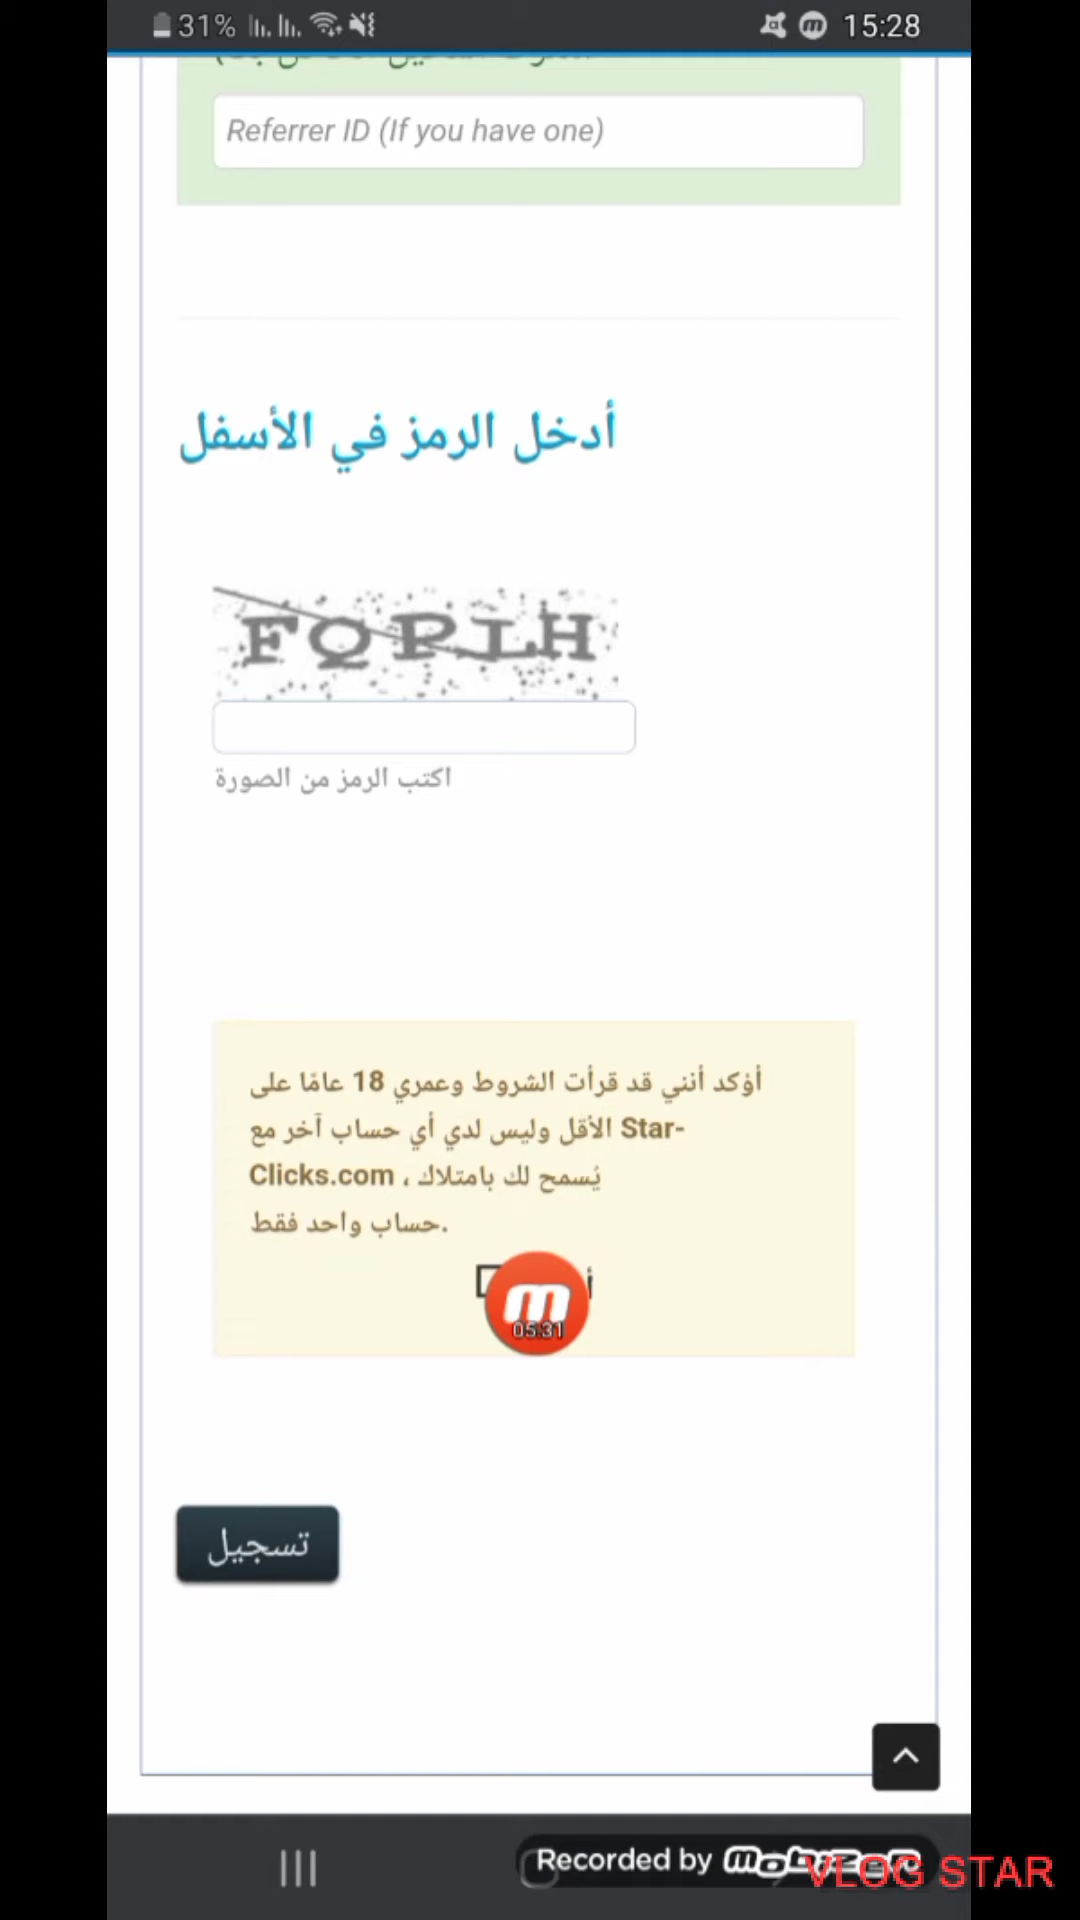 31%
15:28
Referrer ID (If you have one)
أدخل الرمز في الأسفل
اكتب الرمز من الصورة
أؤكد أنني قد قرأت الشروط وعمري 18 عامًا على
الأقل وليس لدي أي حساب آخر مع Star-
Clicks.com ، يُسمح لك بامتلاك
حساب واحد فقط.
m
05:31
تسجيل
Recorded by mobizen
VLOG STAR